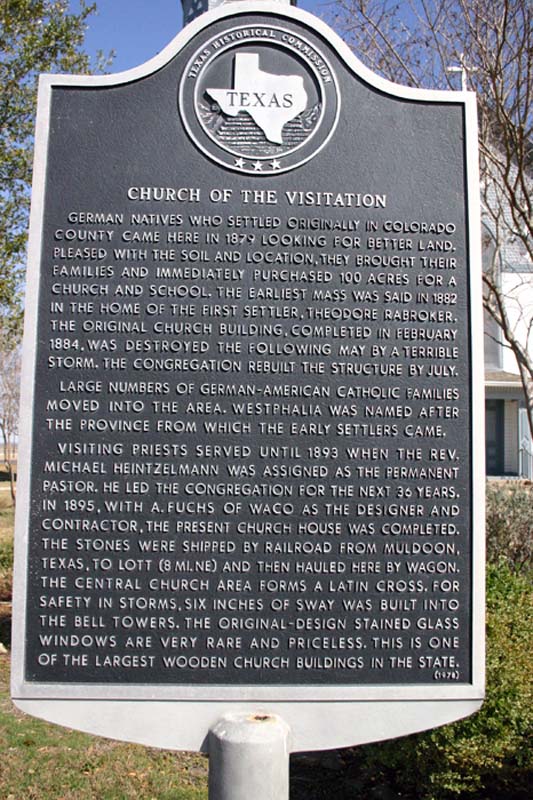 TEXAS HISTORICAL COMMISSION
TEXAS
CHURCH OF THE VISITATION
GERMAN NATIVES WHO SETTLED ORIGINALLY IN COLORADO
COUNTY CAME HERE IN 1879 LOOKING FOR BETTER LAND.
PLEASED WITH THE SOIL AND LOCATION, THEY BROUGHT THEIR
FAMILIES AND IMMEDIATELY PURCHASED 100 ACRES FOR A
CHURCH AND SCHOOL. THE EARLIEST MASS WAS SAID IN 1882
IN THE HOME OF THE FIRST SETTLER, THEODORE RABROKER.
THE ORIGINAL CHURCH BUILDING, COMPLETED IN FEBRUARY
1884, WAS DESTROYED THE FOLLOWING MAY BY A TERRIBLE
STORM. THE CONGREGATION REBUILT THE STRUCTURE BY JULY.
LARGE NUMBERS OF GERMAN-AMERICAN CATHOLIC FAMILIES
MOVED INTO THE AREA. WESTPHALIA WAS NAMED AFTER
THE PROVINCE FROM WHICH THE EARLY SETTLERS CAME.
VISITING PRIESTS SERVED UNTIL 1893 WHEN THE REV.
MICHAEL HEINTZELMANN WAS ASSIGNED AS THE PERMANENT
PASTOR. HE LED THE CONGREGATION FOR THE NEXT 36 YEARS.
IN 1895, WITH A. FUCHS OF WACO AS THE DESIGNER AND
CONTRACTOR, THE PRESENT CHURCH HOUSE WAS COMPLETED.
THE STONES WERE SHIPPED BY RAILROAD FROM MULDOON,
TEXAS, TO LOTT (8 MI. NE) AND THEN HAULED HERE BY WAGON.
THE CENTRAL CHURCH AREA FORMS A LATIN CROSS. FOR
SAFETY IN STORMS, SIX INCHES OF SWAY WAS BUILT INTO
THE BELL TOWERS. THE ORIGINAL-DESIGN STAINED GLASS
WINDOWS ARE VERY RARE AND PRICELESS. THIS IS ONE
OF THE LARGEST WOODEN CHURCH BUILDINGS IN THE STATE.
(1978)